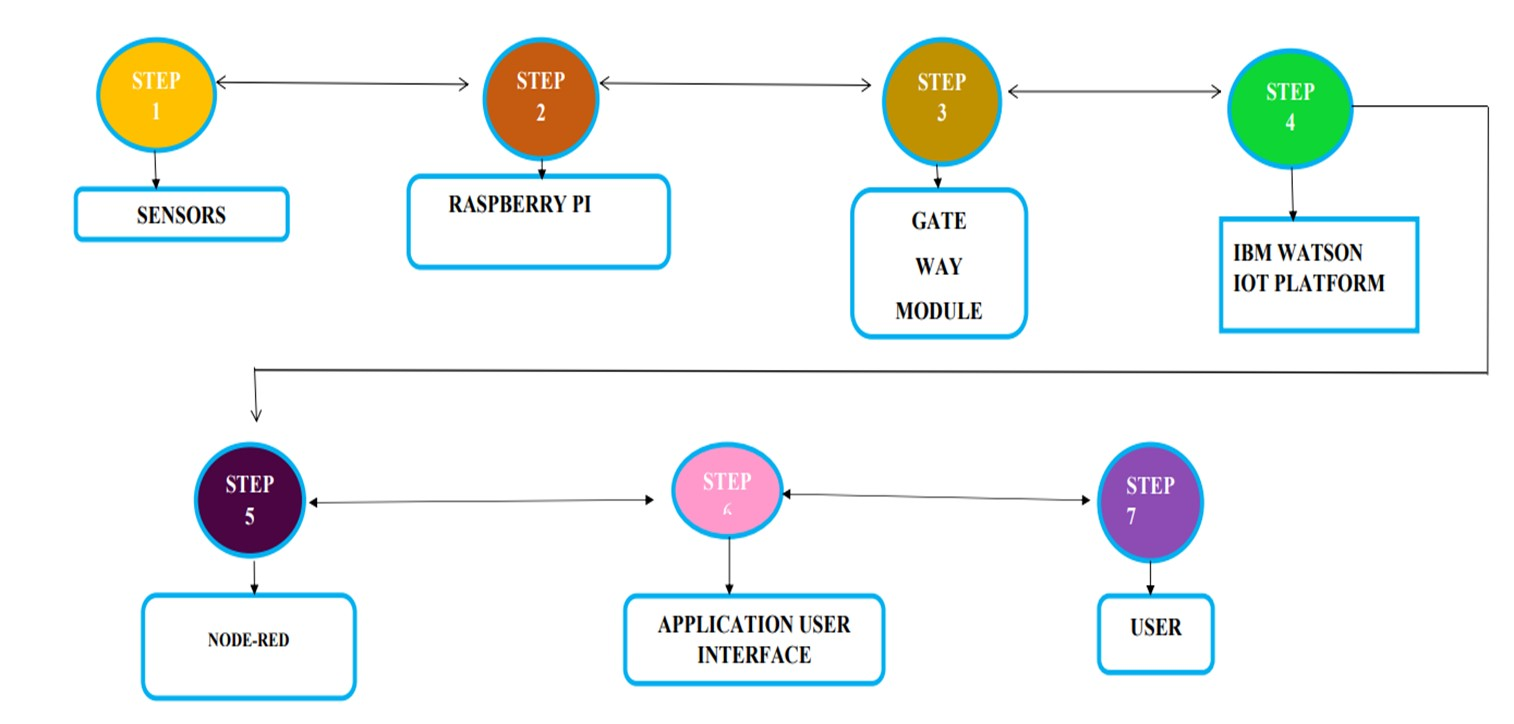 STEP
1
STEP
2
STEP
3
STEP
4
SENSORS
RASPBERRY PI
GATE
WAY
MODULE
IBM WATSON
IOT PLATFORM
STEP
5
STEP
6
STEP
7
NODE-RED
APPLICATION USER
INTERFACE
USER